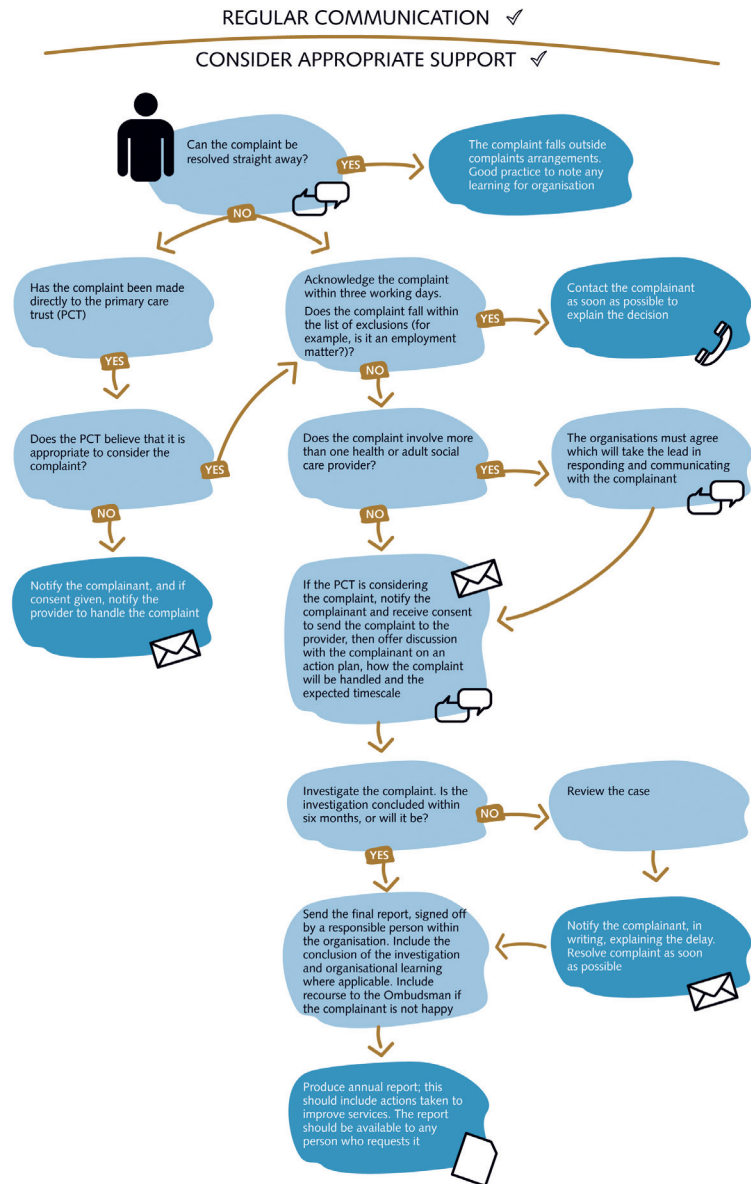 REGULAR COMMUNICATION ✓
CONSIDER APPROPRIATE SUPPORT ✓
Can the complaint be
resolved straight away?
YES
The complaint falls outside
complaints arrangements.
Good practice to note any
learning for organisation
NO
Has the complaint been made
directly to the primary care
trust (PCT)
YES
Acknowledge the complaint
within three working days.
Does the complaint fall within
the list of exclusions (for
example, is it an employment
matter?)?
YES
Contact the complainant
as soon as possible to
explain the decision
NO
Does the PCT believe that it is
appropriate to consider the
complaint?
YES
NO
Does the complaint involve more
than one health or adult social
care provider?
YES
The organisations must agree
which will take the lead in
responding and communicating
with the complainant
NO
Notify the complainant, and if
consent given, notify the
provider to handle the complaint
If the PCT is considering
the complaint, notify the
complainant and receive consent
to send the complaint to the
provider, then offer discussion
with the complainant on an
action plan, how the complaint
will be handled and the
expected timescale
Investigate the complaint. Is the
investigation concluded within
six months, or will it be?
NO
Review the case
YES
Send the final report, signed off
by a responsible person within
the organisation. Include the
conclusion of the investigation
and organisational learning
where applicable. Include
recourse to the Ombudsman if
the complainant is not happy
Notify the complainant, in
writing, explaining the delay.
Resolve complaint as soon
as possible
Produce annual report; this
should include actions taken to
improve services. The report
should be available to any
person who requests it